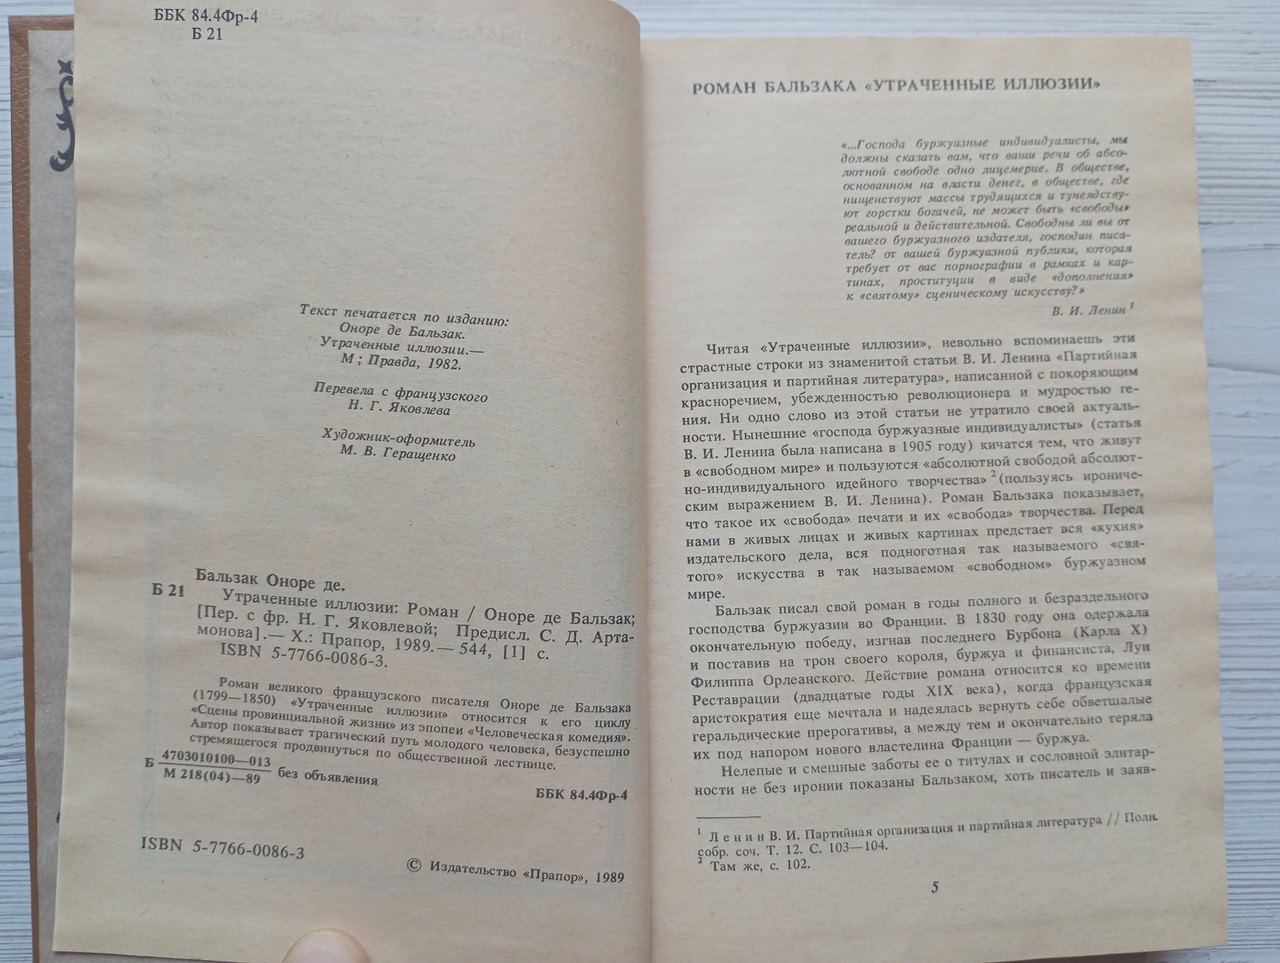 ББК 84.4Фр-4
Б 21
Текст печатается по изданию:
Оноре де Бальзак.
Утраченные иллюзии.—
М ; Правда, 1982.
Перевела с французского
Н. Г. Яковлева
Художник-оформитель
М. В. Геращенко
Бальзак Оноре де.
Б 21
Утраченные иллюзии: Роман / Оноре де Бальзак;
[Пер. с фр. Н. Г. Яковлевой; Предисл. С. Д. Арта-
монова].— Х.: Прапор, 1989.— 544, [1] с.
ISBN 5-7766-0086-3.
Роман великого французского писателя Оноре де Бальзака
(1799—1850) «Утраченные иллюзии» относится к его циклу
«Сцены провинциальной жизни» из эпопеи «Человеческая комедия».
Автор показывает трагический путь молодого человека, безуспешно
стремящегося продвинуться по общественной лестнице.
Б 4703010100—013
М 218(04)—89 без объявления
ББК 84.4Фр-4
ISBN 5-7766-0086-3
© Издательство «Прапор», 1989
РОМАН БАЛЬЗАКА «УТРАЧЕННЫЕ ИЛЛЮЗИИ»
«...Господа буржуазные индивидуалисты, мы
должны сказать вам, что ваши речи об абсо-
лютной свободе одно лицемерие. В обществе,
основанном на власти денег, в обществе, где
нищенствуют массы трудящихся и тунеядству-
ют горстки богачей, не может быть «свободы»
реальной и действительной. Свободны ли вы от
вашего буржуазного издателя, господин писа-
тель? от вашей буржуазной публики, которая
требует от вас порнографии в рамках и кар-
тинах, проституции в виде «дополнения»
к «святому» сценическому искусству?»
В. И. Ленин 1
Читая «Утраченные иллюзии», невольно вспоминаешь эти
страстные строки из знаменитой статьи В. И. Ленина «Партийная
организация и партийная литература», написанной с покоряющим
красноречием, убежденностью революционера и мудростью ге-
ния. Ни одно слово из этой статьи не утратило своей актуаль-
ности. Нынешние «господа буржуазные индивидуалисты» (статья
В. И. Ленина была написана в 1905 году) кичатся тем, что живут
в «свободном мире» и пользуются «абсолютной свободой абсолют-
но-индивидуального идейного творчества» 2 (пользуясь ирониче-
ским выражением В. И. Ленина). Роман Бальзака показывает,
что такое их «свобода» печати и их «свобода» творчества. Перед
нами в живых лицах и живых картинах предстает вся «кухня»
издательского дела, вся подноготная так называемого «свя-
того» искусства в так называемом «свободном» буржуазном
мире.
Бальзак писал свой роман в годы полного и безраздельного
господства буржуазии во Франции. В 1830 году она одержала
окончательную победу, изгнав последнего Бурбона (Карла X)
и поставив на трон своего короля, буржуа и финансиста, Луи
Филиппа Орлеанского. Действие романа относится ко времени
Реставрации (двадцатые годы XIX века), когда французская
аристократия еще мечтала и надеялась вернуть себе обветшалые
геральдические прерогативы, а между тем и окончательно теряла
их под напором нового властелина Франции — буржуа.
Нелепые и смешные заботы ее о титулах и сословной элитар-
ности не без иронии показаны Бальзаком, хоть писатель и заяв-
1 Ленин В. И. Партийная организация и партийная литература // Полн.
собр. соч. Т. 12. С. 103—104.
2 Там же, с. 102.
5